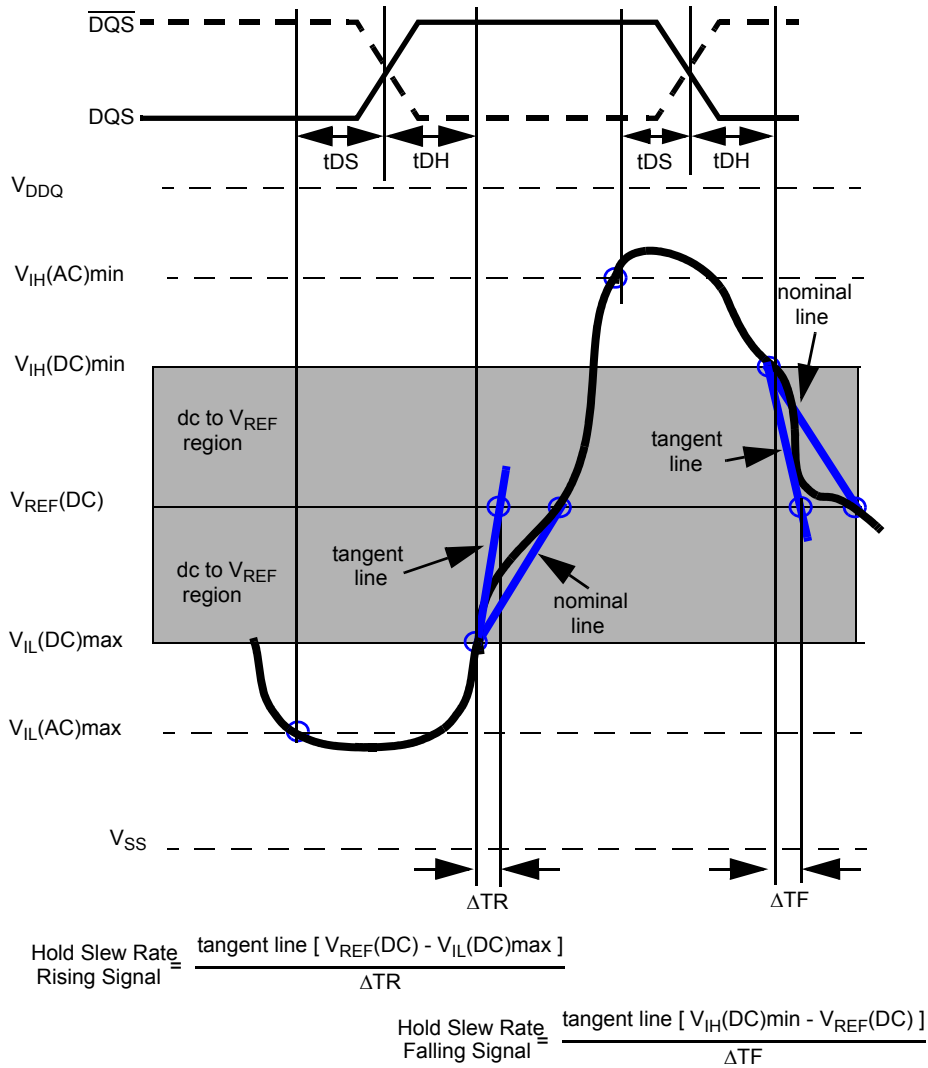 DQS
DQS
tDS
tDH
tDS
tDH
VDDQ
VIH(AC)min
nominal
line
VIH(DC)min
dc to VREF
region
tangent
line
VREF(DC)
tangent
line
dc to VREF
region
nominal
line
VIL(DC)max
VIL(AC)max
VSS
ΔTR
ΔTF
Hold Slew Rate
Rising Signal
=
tangent line [ VREF(DC) - VIL(DC)max ]
ΔTR
Hold Slew Rate
Falling Signal
=
tangent line [ VIH(DC)min - VREF(DC) ]
ΔTF